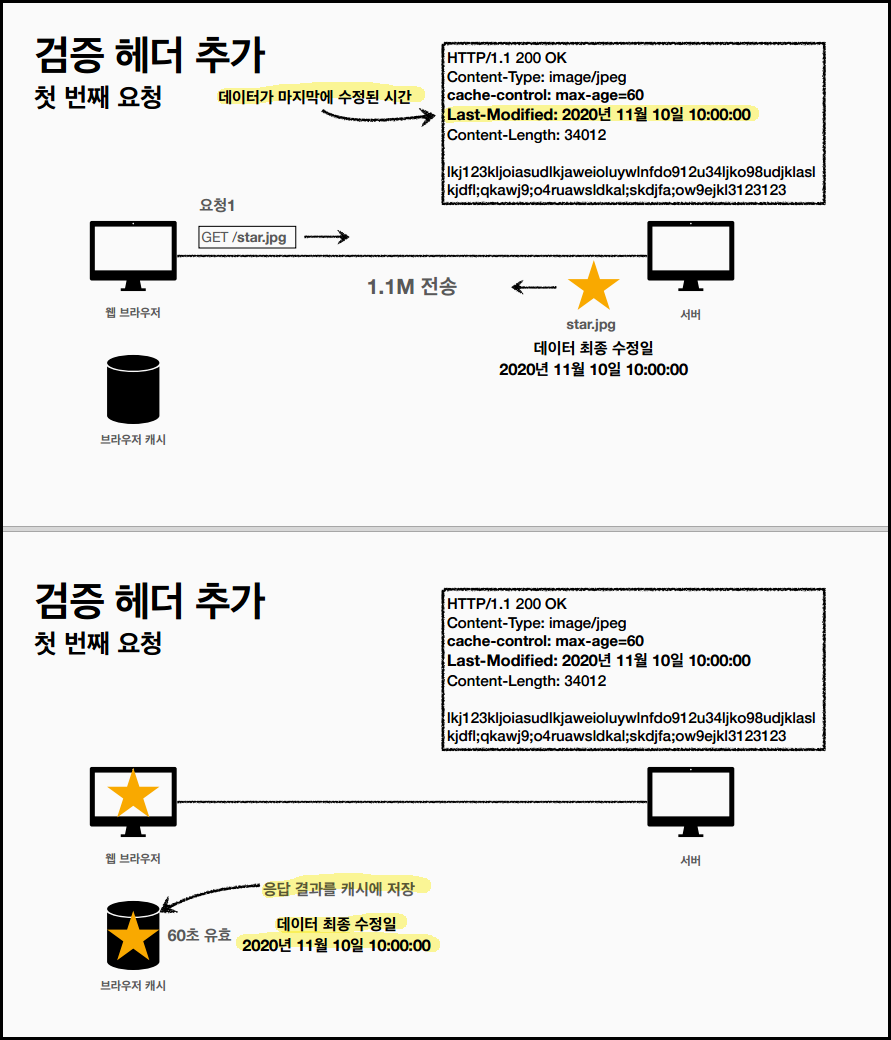 검증 헤더 추가
첫 번째 요청
데이터가 마지막에 수정된 시간
HTTP/1.1 200 OK
Content-Type: image/jpeg
cache-control: max-age=60
Last-Modified: 2020년 11월 10일 10:00:00
Content-Length: 34012
lkj123kljoiasudlkjaweioluywlnfdo912u34ljko98udjklasl
kjdfl;qkawj9;o4ruawsldkal;skdjfa;ow9ejkl3123123
요청1
GET /star.jpg
1.1M 전송
웹 브라우저
star.jpg
서버
데이터 최종 수정일
2020년 11월 10일 10:00:00
브라우저 캐시
검증 헤더 추가
첫 번째 요청
HTTP/1.1 200 OK
Content-Type: image/jpeg
cache-control: max-age=60
Last-Modified: 2020년 11월 10일 10:00:00
Content-Length: 34012
lkj123kljoiasudlkjaweioluywlnfdo912u34ljko98udjklasl
kjdfl;qkawj9;o4ruawsldkal;skdjfa;ow9ejkl3123123
웹 브라우저
서버
응답 결과를 캐시에 저장
60초 유효
데이터 최종 수정일
2020년 11월 10일 10:00:00
브라우저 캐시